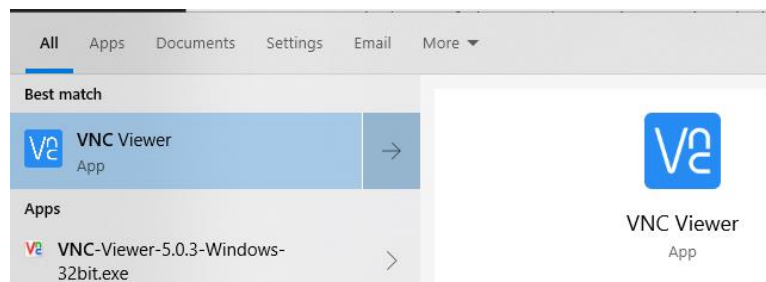 All Apps Documents Settings Email More
Best match
VNC Viewer
App
Apps
VNC-Viewer-5.0.3-Windows-
32bit.exe
VNC Viewer
App